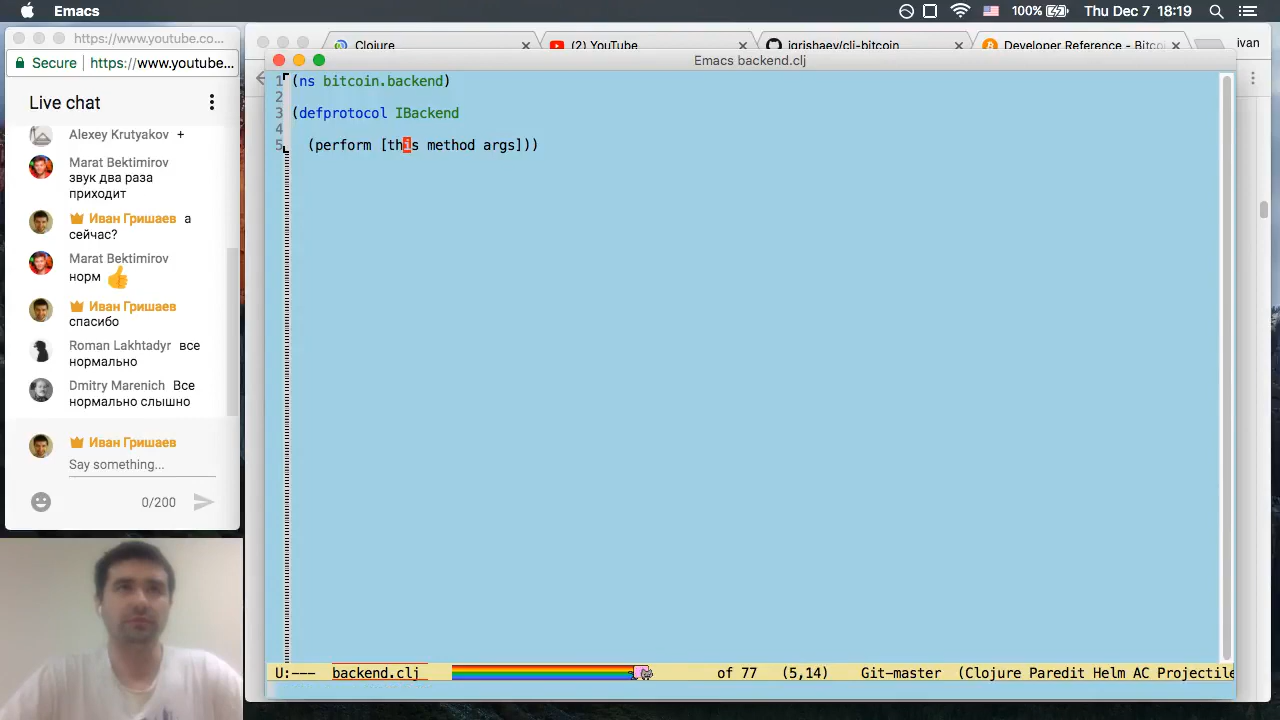 Emacs
100%
Thu Dec 7 18:19
https://www.youtube.co...
Secure
https://www.youtube...
Live chat
Alexey Krutyakov +
Marat Bektimirov
звук два раза
приходит
Иван Гришаев а
сейчас?
Marat Bektimirov
норм
Иван Гришаев
спасибо
Roman Lakhtadyr все
нормально
Dmitry Marenich Все
нормально слышно
Иван Гришаев
Say something...
0/200
Clojure
(2) YouTube
igrishaev/cli-bitcoin
Developer Reference - Bitco
ivan
Emacs backend.clj
1 (ns bitcoin.backend)
2
3 (defprotocol IBackend
4
5 (perform [this method args]))
U:--- backend.clj of 77 (5,14) Git-master (Clojure Paredit Helm AC Projectile